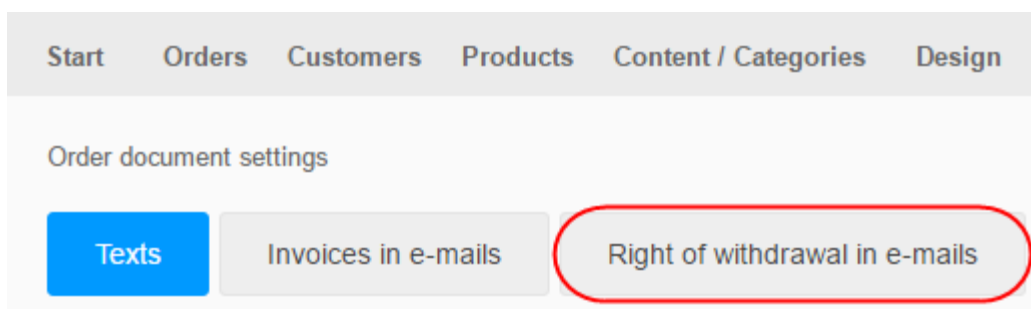 Start Orders Customers Products Content / Categories Design
Order document settings
Texts Invoices in e-mails Right of withdrawal in e-mails